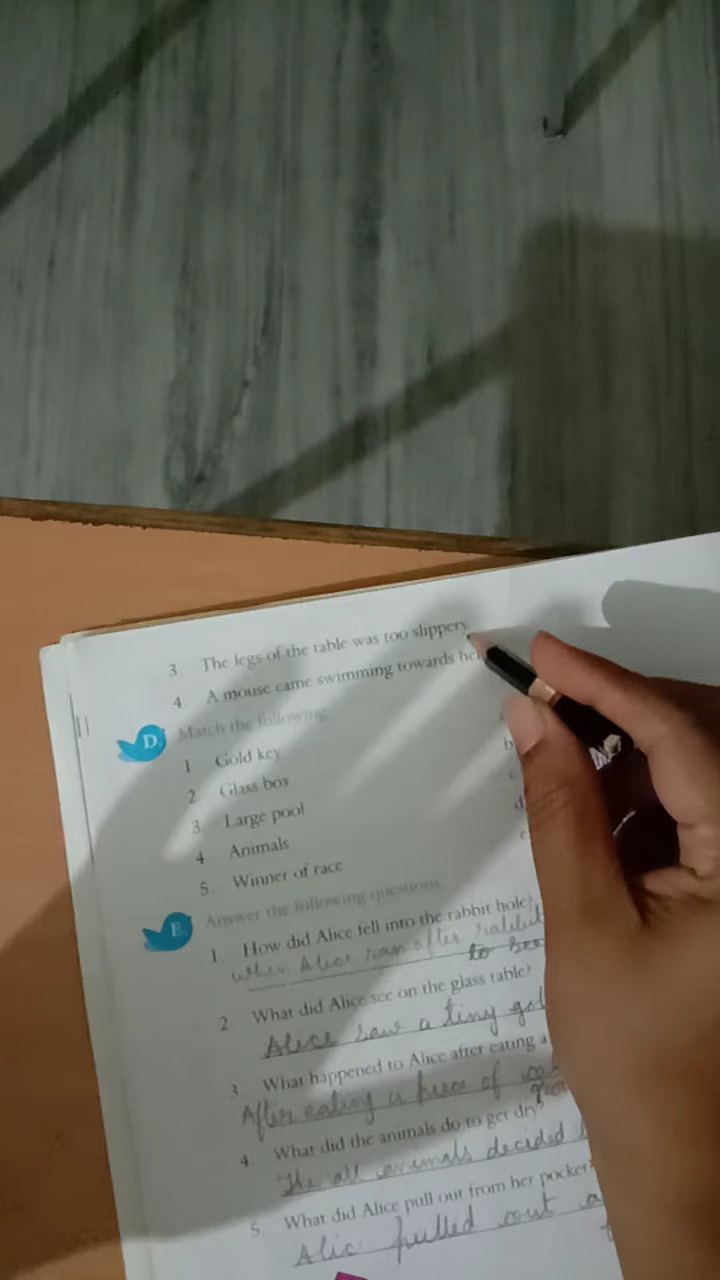 3. The legs of the table was too slippery
4. A mouse came swimming towards her
D. Match the following:
1 Gold key
b
2. Glass box
c
3. Large pool
d
4 Animals
e
5. Winner of race
E. Answer the following questions
1. How did Alice fell into the rabbit hole?
when Alice ran after rabbit
to see
2. What did Alice see on the glass table?
Alice saw a tiny gol
3. What happened to Alice after eating a
After eating a piece of
4. What did the animals do to get dry?
The all animals decided
5. What did Alice pull out from her pocket?
Alic pulled out a